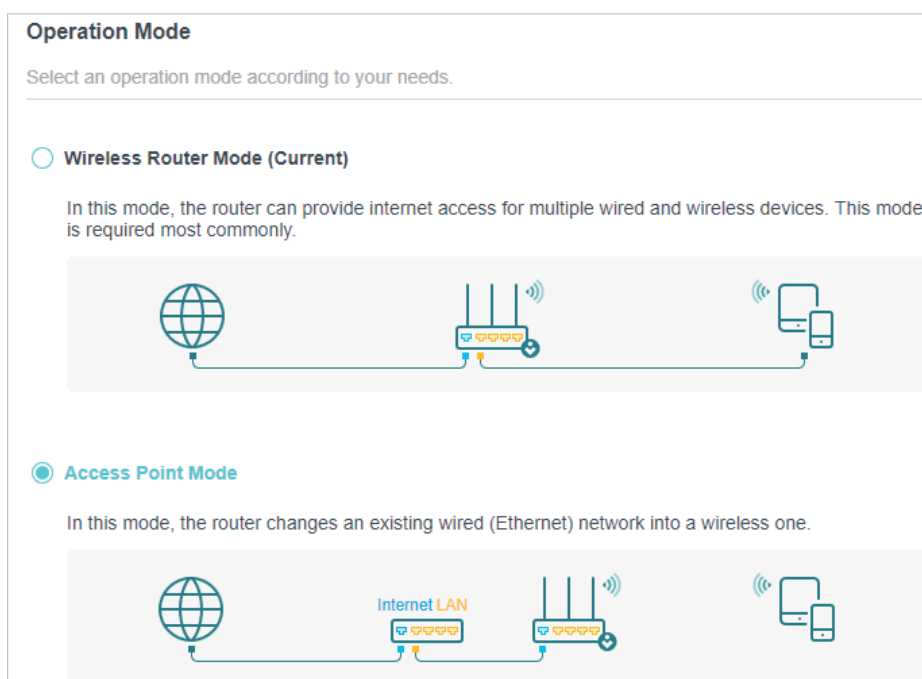 Operation Mode
Select an operation mode according to your needs.
Wireless Router Mode (Current)
In this mode, the router can provide internet access for multiple wired and wireless devices. This mode
is required most commonly.
Access Point Mode
In this mode, the router changes an existing wired (Ethernet) network into a wireless one.
Internet LAN